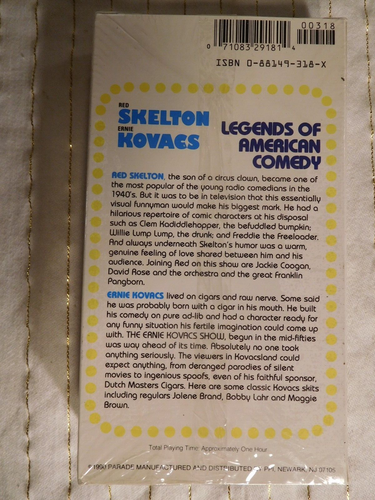 00318
0 71083 29181 4
ISBN 0-88149-318-X
RED
SKELTON
ERNIE
KOVACS
LEGENDS OF
AMERICAN
COMEDY
RED SKELTON, the son of a circus clown, became one of
the most popular of the young radio comedians in the
1940's. But it was to be in television that this essentially
visual funnyman would make his biggest mark. He had a
hilarious repertoire of comic characters at his disposal
such as Clem Kadiddlehopper, the befuddled bumpkin;
Willie Lump Lump, the drunk; and Freddie the Freeloader.
And always underneath Skelton's humor was a warm,
genuine feeling of love shared between him and his
audience. Joining Red on this show are Jackie Coogan,
David Rose and the orchestra and the great Franklin
Pangborn.
ERNIE KOVACS lived on cigars and raw nerve. Some said
he was probably born with a cigar in his mouth. He built
his comedy on pure ad-lib and had a character ready for
any funny situation his fertile imagination could come up
with. THE ERNIE KOVACS SHOW, begun in the mid-fifties
was way ahead of its time. Absolutely no one took
anything seriously. The viewers in Kovacsland could
expect anything, from deranged parodies of silent
movies to ingenious spoofs, even of his faithful sponsor,
Dutch Masters Cigars. Here are some classic Kovacs skits
including regulars Jolene Brand, Bobby Lahr and Maggie
Brown.
Total Playing Time: Approximately One Hour
©1990 PARADE MANUFACTURED AND DISTRIBUTED BY PPI, NEWARK, NJ 07105